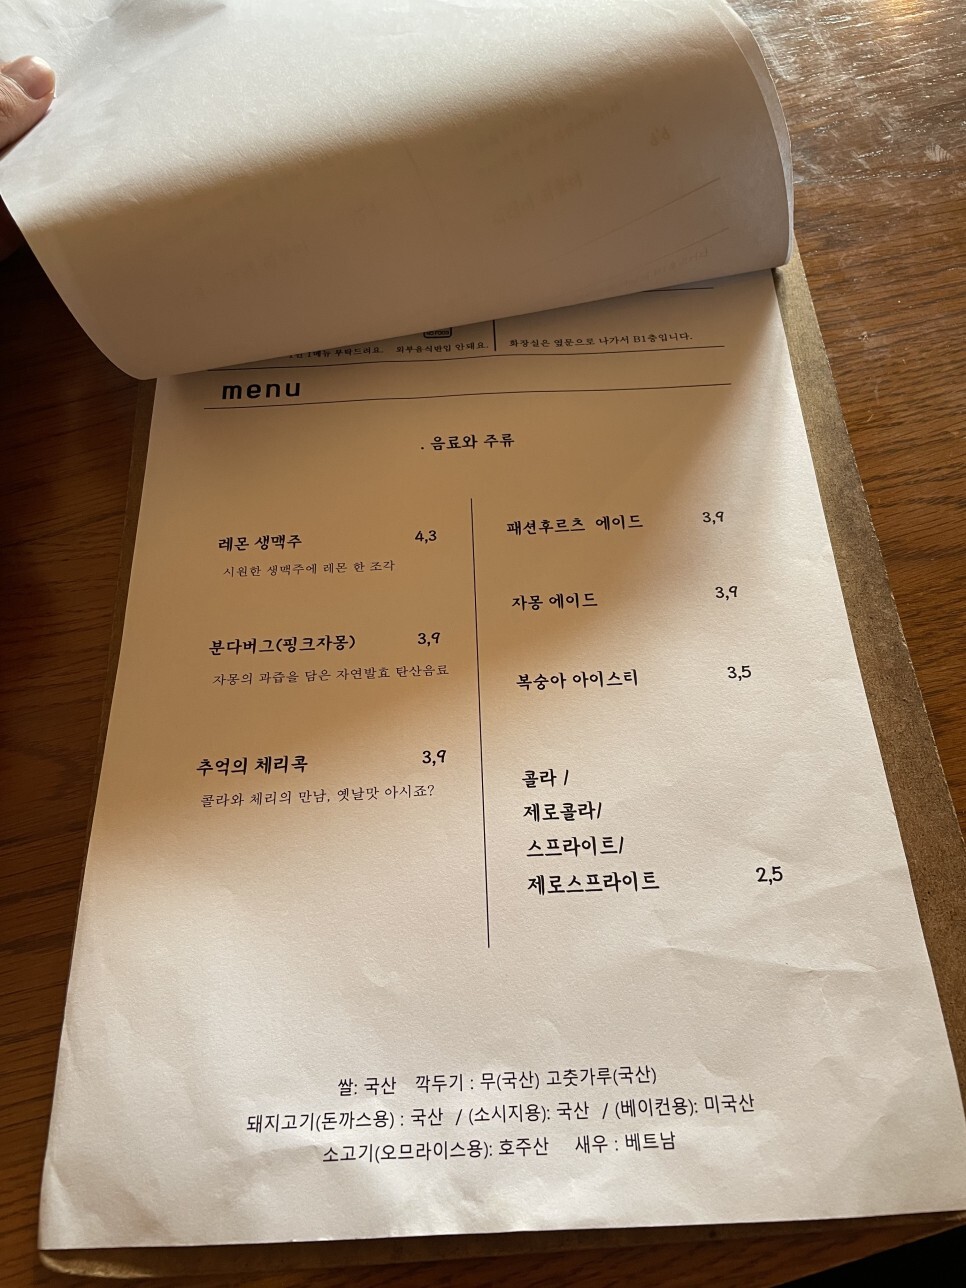 1메뉴 부탁드려요. 외부음식반입 안돼요. 화장실은 옆문으로 나가서 B1층입니다.
menu
. 음료와 주류
레몬 생맥주 4,3
시원한 생맥주에 레몬 한 조각
분다버그(핑크자몽) 3,9
자몽의 과즙을 담은 자연발효 탄산음료
추억의 체리콕 3,9
콜라와 체리의 만남, 옛날맛 아시죠?
패션후르츠 에이드 3,9
자몽 에이드 3,9
복숭아 아이스티 3,5
콜라 /
제로콜라/
스프라이트/
제로스프라이트 2,5
쌀: 국산 깍두기 : 무(국산) 고춧가루(국산)
돼지고기(돈까스용) : 국산 / (소시지용): 국산 / (베이컨용): 미국산
소고기(오므라이스용): 호주산 새우 : 베트남